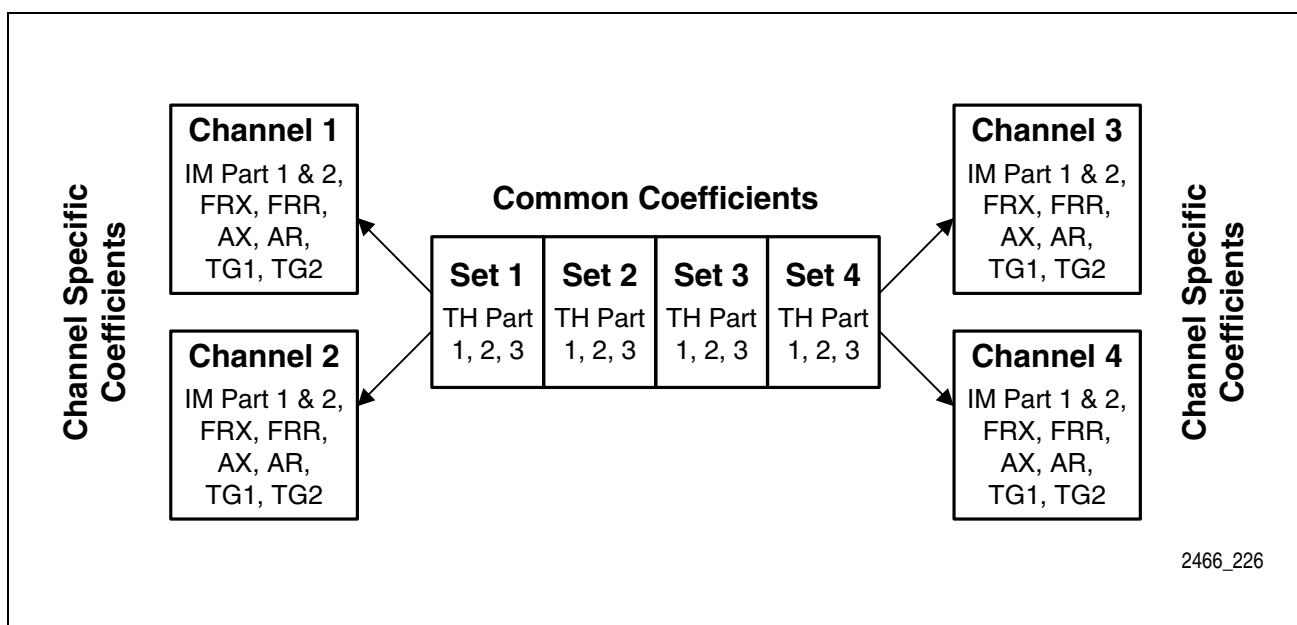 Channel Specific
Coefficients
Channel 1
IM Part 1 & 2,
FRX, FRR,
AX, AR,
TG1, TG2
Channel 2
IM Part 1 & 2,
FRX, FRR,
AX, AR,
TG1, TG2
Common Coefficients
Set 1
TH Part
1, 2, 3
Set 2
TH Part
1, 2, 3
Set 3
TH Part
1, 2, 3
Set 4
TH Part
1, 2, 3
Channel 3
IM Part 1 & 2,
FRX, FRR,
AX, AR,
TG1, TG2
Channel 4
IM Part 1 & 2,
FRX, FRR,
AX, AR,
TG1, TG2
Channel Specific
Coefficients
2466_226